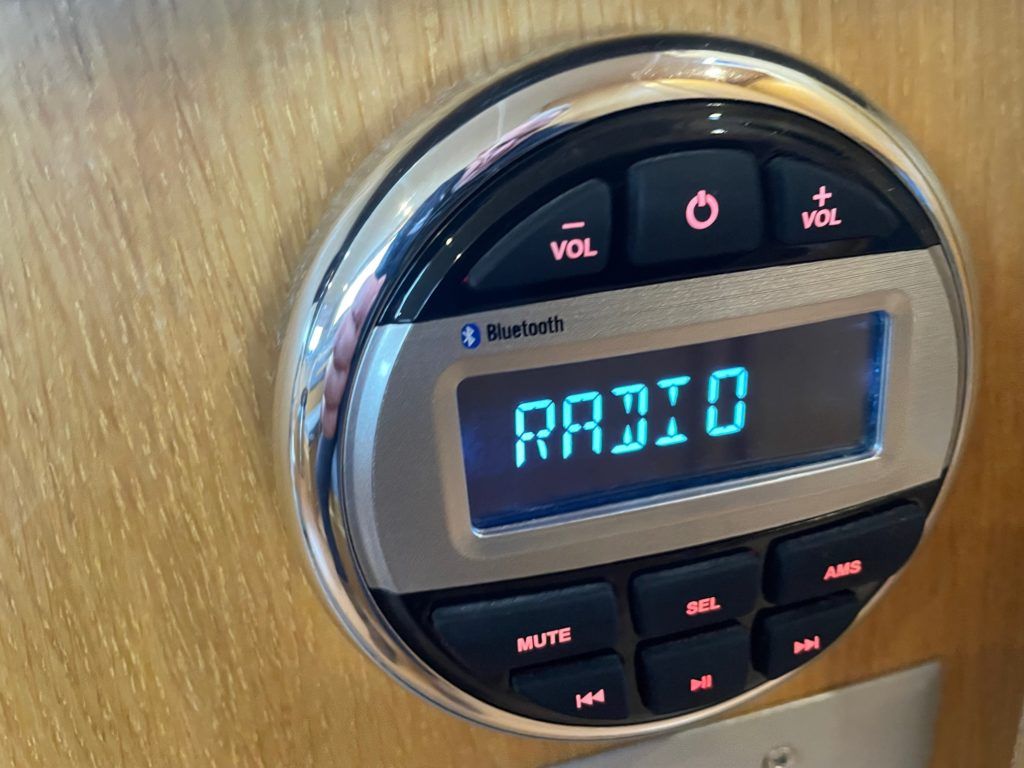 − VOL
+ VOL
Bluetooth
RADIO
MUTE
SEL
AMS